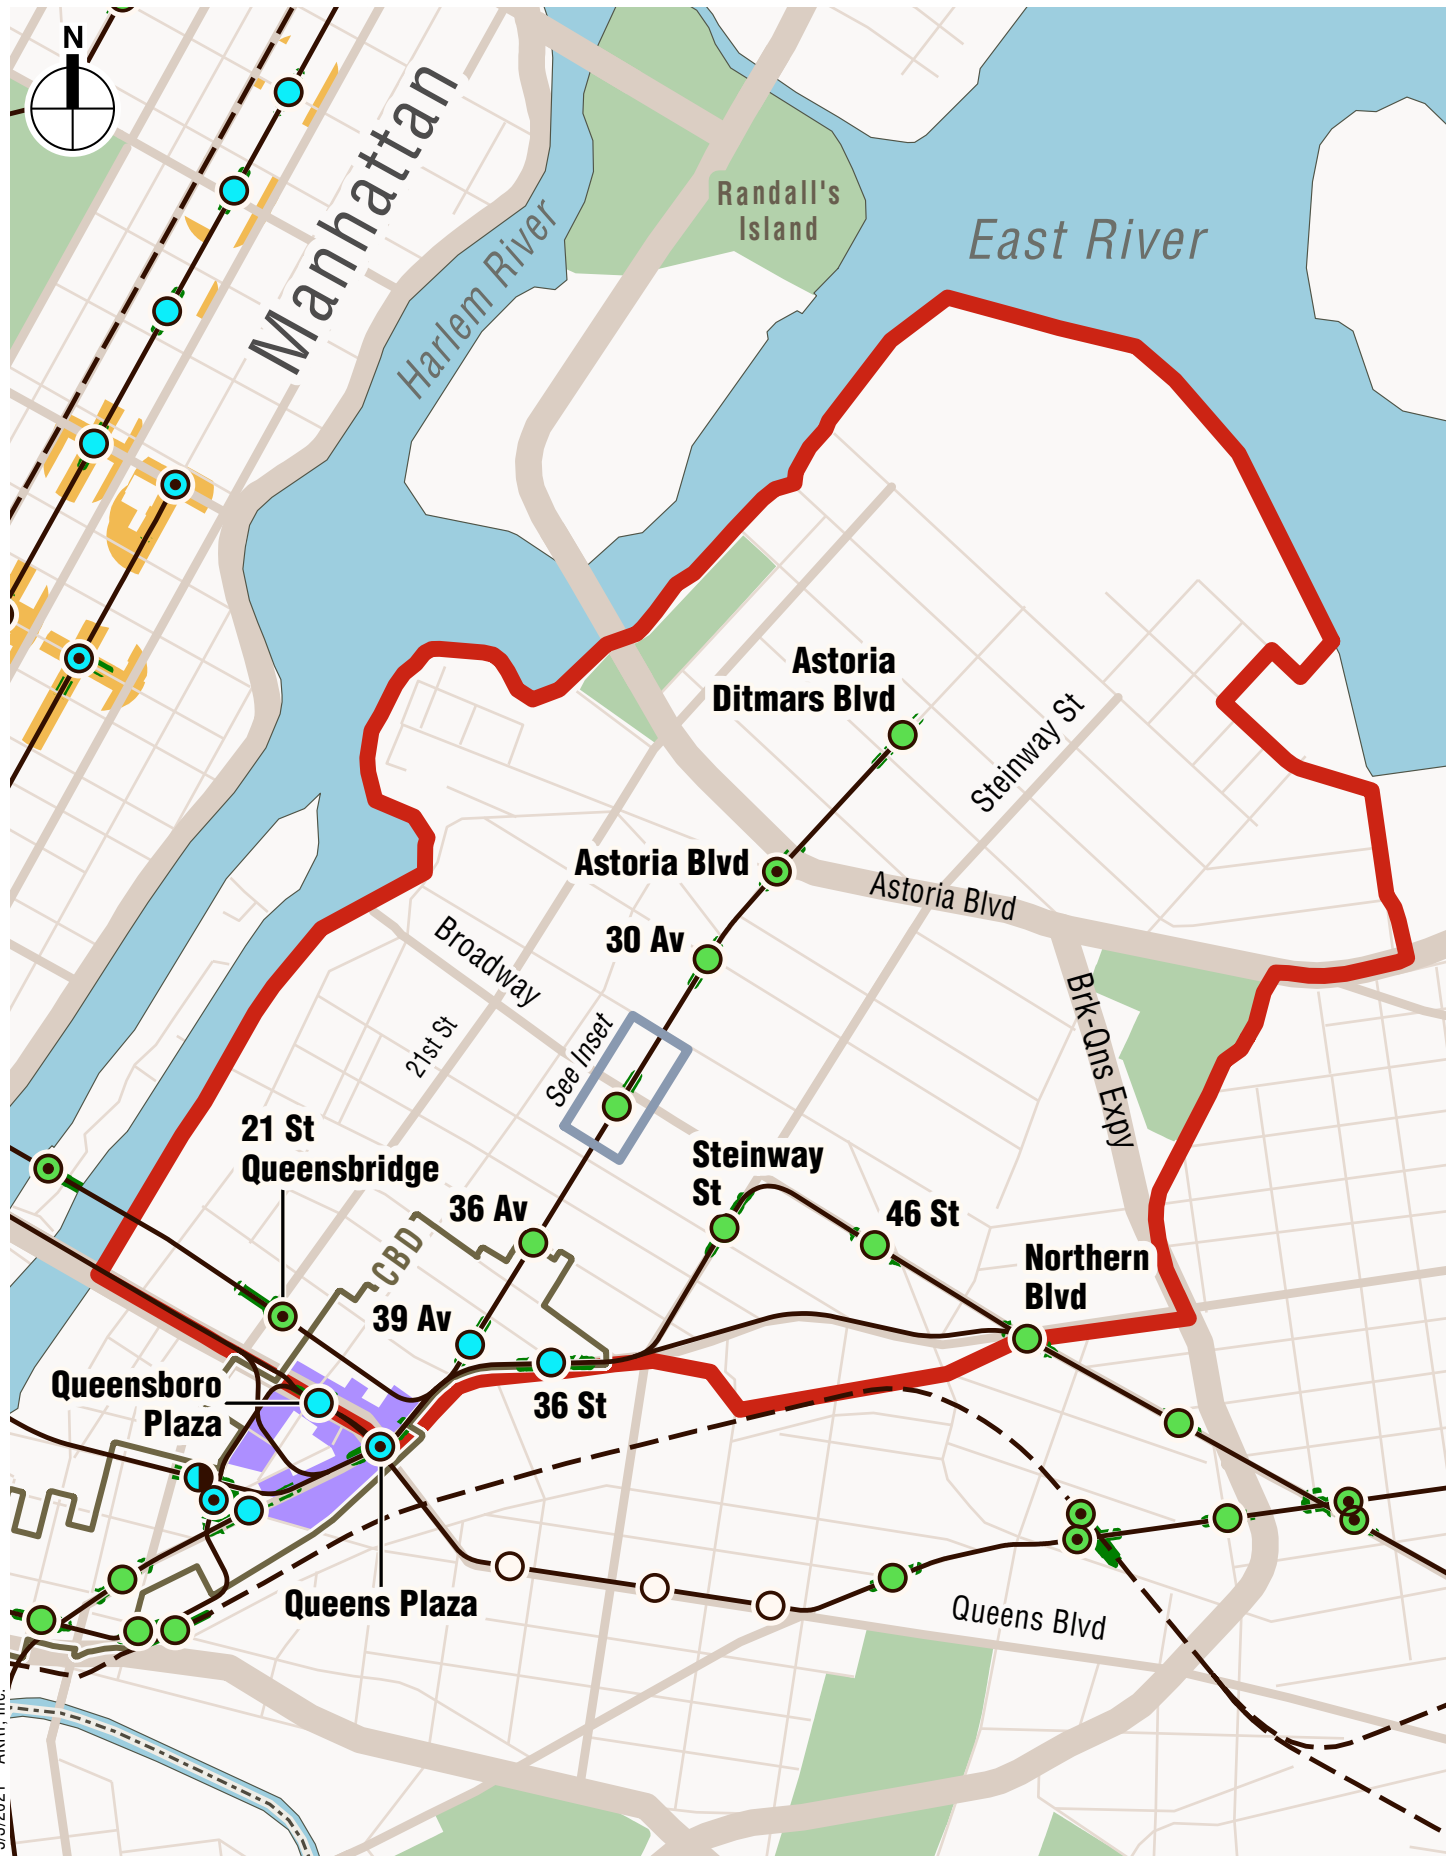 N
Manhattan
Harlem River
Randall's
Island
East River
Astoria
Ditmars Blvd
Steinway St
Astoria Blvd
Astoria Blvd
30 Av
Broadway
21st St
See Inset
Brk-Qns Expy
21 St
Queensbridge
Steinway
St
36 Av
46 St
CBD
Northern
Blvd
39 Av
Queensboro
Plaza
36 St
Queens Plaza
Queens Blvd